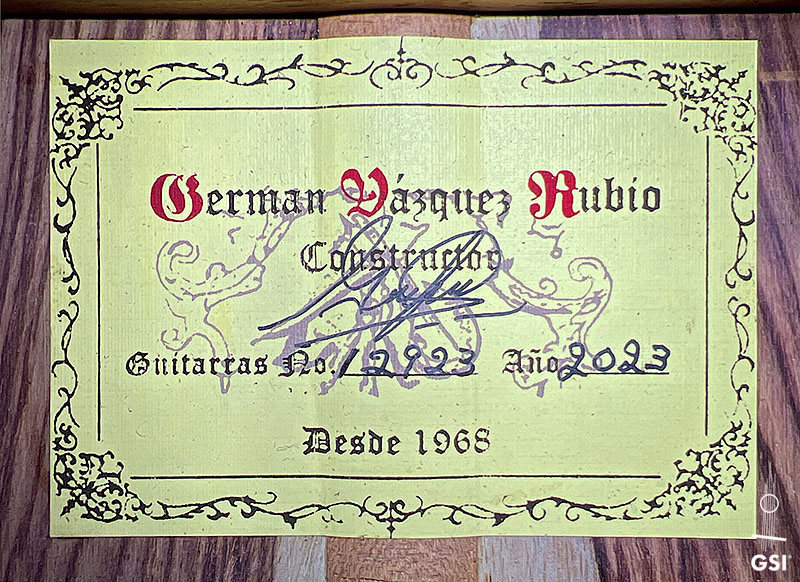 German Vázquez Rubio
Constructor
Guitarras No. 12923 Año 2023
Desde 1968
GSI